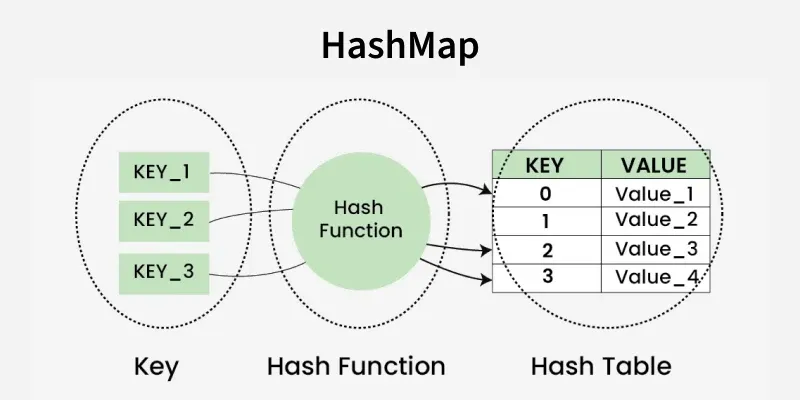 HashMap
KEY_1
KEY_2
KEY_3
Hash
Function
KEY VALUE
0 Value_1
1 Value_2
2 Value_3
3 Value_4
Key
Hash Function
Hash Table